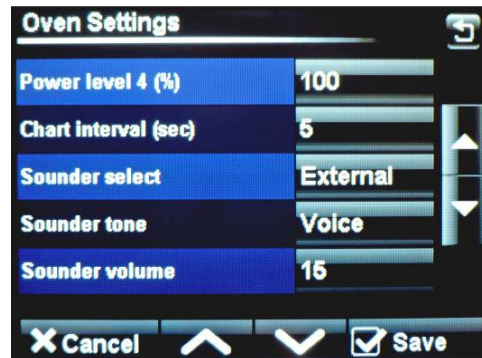 Oven Settings
Power level 4 (%) 100
Chart interval (sec) 5
Sounder select External
Sounder tone Voice
Sounder volume 15
Cancel Save